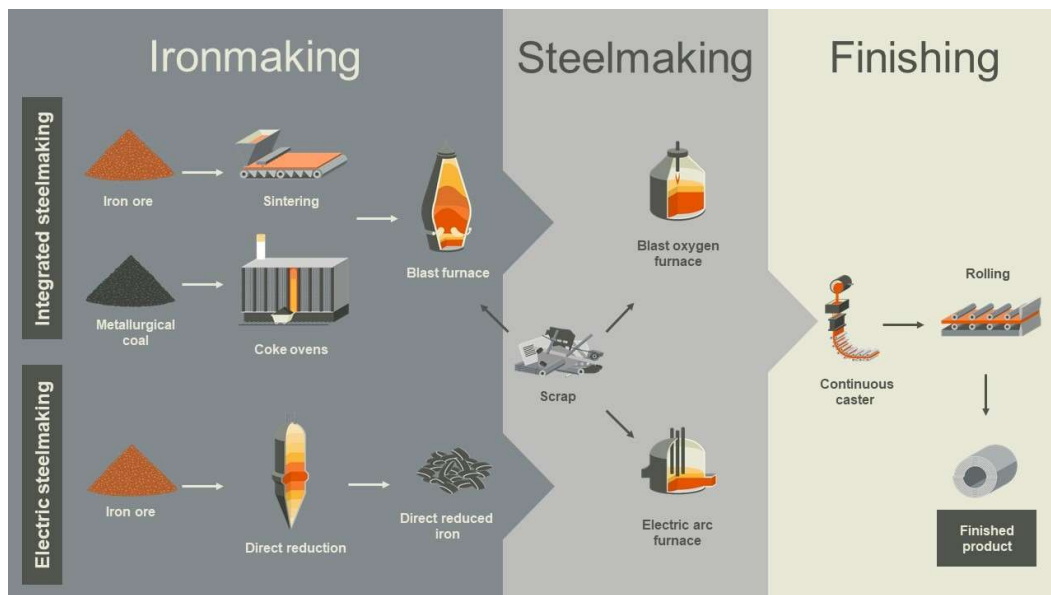 Ironmaking
Steelmaking
Finishing
Integrated steelmaking
Iron ore
Sintering
Metallurgical
coal
Coke ovens
Blast furnace
Blast oxygen
furnace
Scrap
Continuous
caster
Rolling
Electric steelmaking
Iron ore
Direct reduction
Direct reduced
iron
Electric arc
furnace
Finished
product